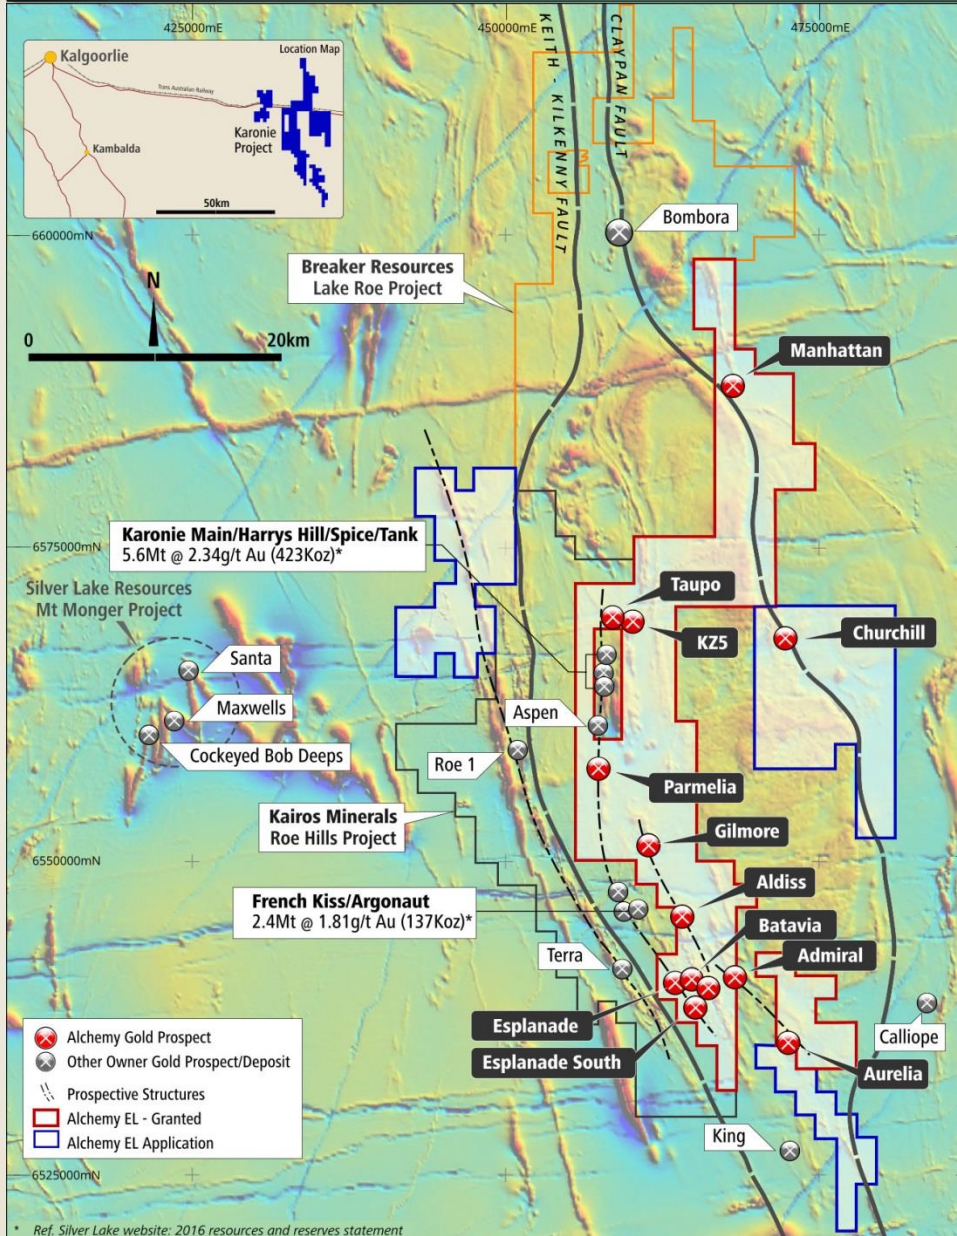 425000mE
450000mE
475000mE
Kalgoorlie
Location Map
Trans Australian Railway
Karonie
Project
Kambalda
50km
KEITH - KILKENNY FAULT
CLAYPAN FAULT
660000mN
Bombora
Breaker Resources
Lake Roe Project
N
0
20km
Manhattan
Karonie Main/Harrys Hill/Spice/Tank
5.6Mt @ 2.34g/t Au (423Koz)*
6575000mN
Silver Lake Resources
Mt Monger Project
Taupo
KZ5
Churchill
Santa
Maxwells
Cockeyed Bob Deeps
Aspen
Roe 1
Parmelia
Kairos Minerals
Roe Hills Project
Gilmore
6550000mN
Aldiss
French Kiss/Argonaut
2.4Mt @ 1.81g/t Au (137Koz)*
Batavia
Terra
Admiral
Esplanade
Esplanade South
Calliope
Aurelia
Alchemy Gold Prospect
Other Owner Gold Prospect/Deposit
Prospective Structures
Alchemy EL - Granted
Alchemy EL Application
King
6525000mN
* Ref. Silver Lake website: 2016 resources and reserves statement